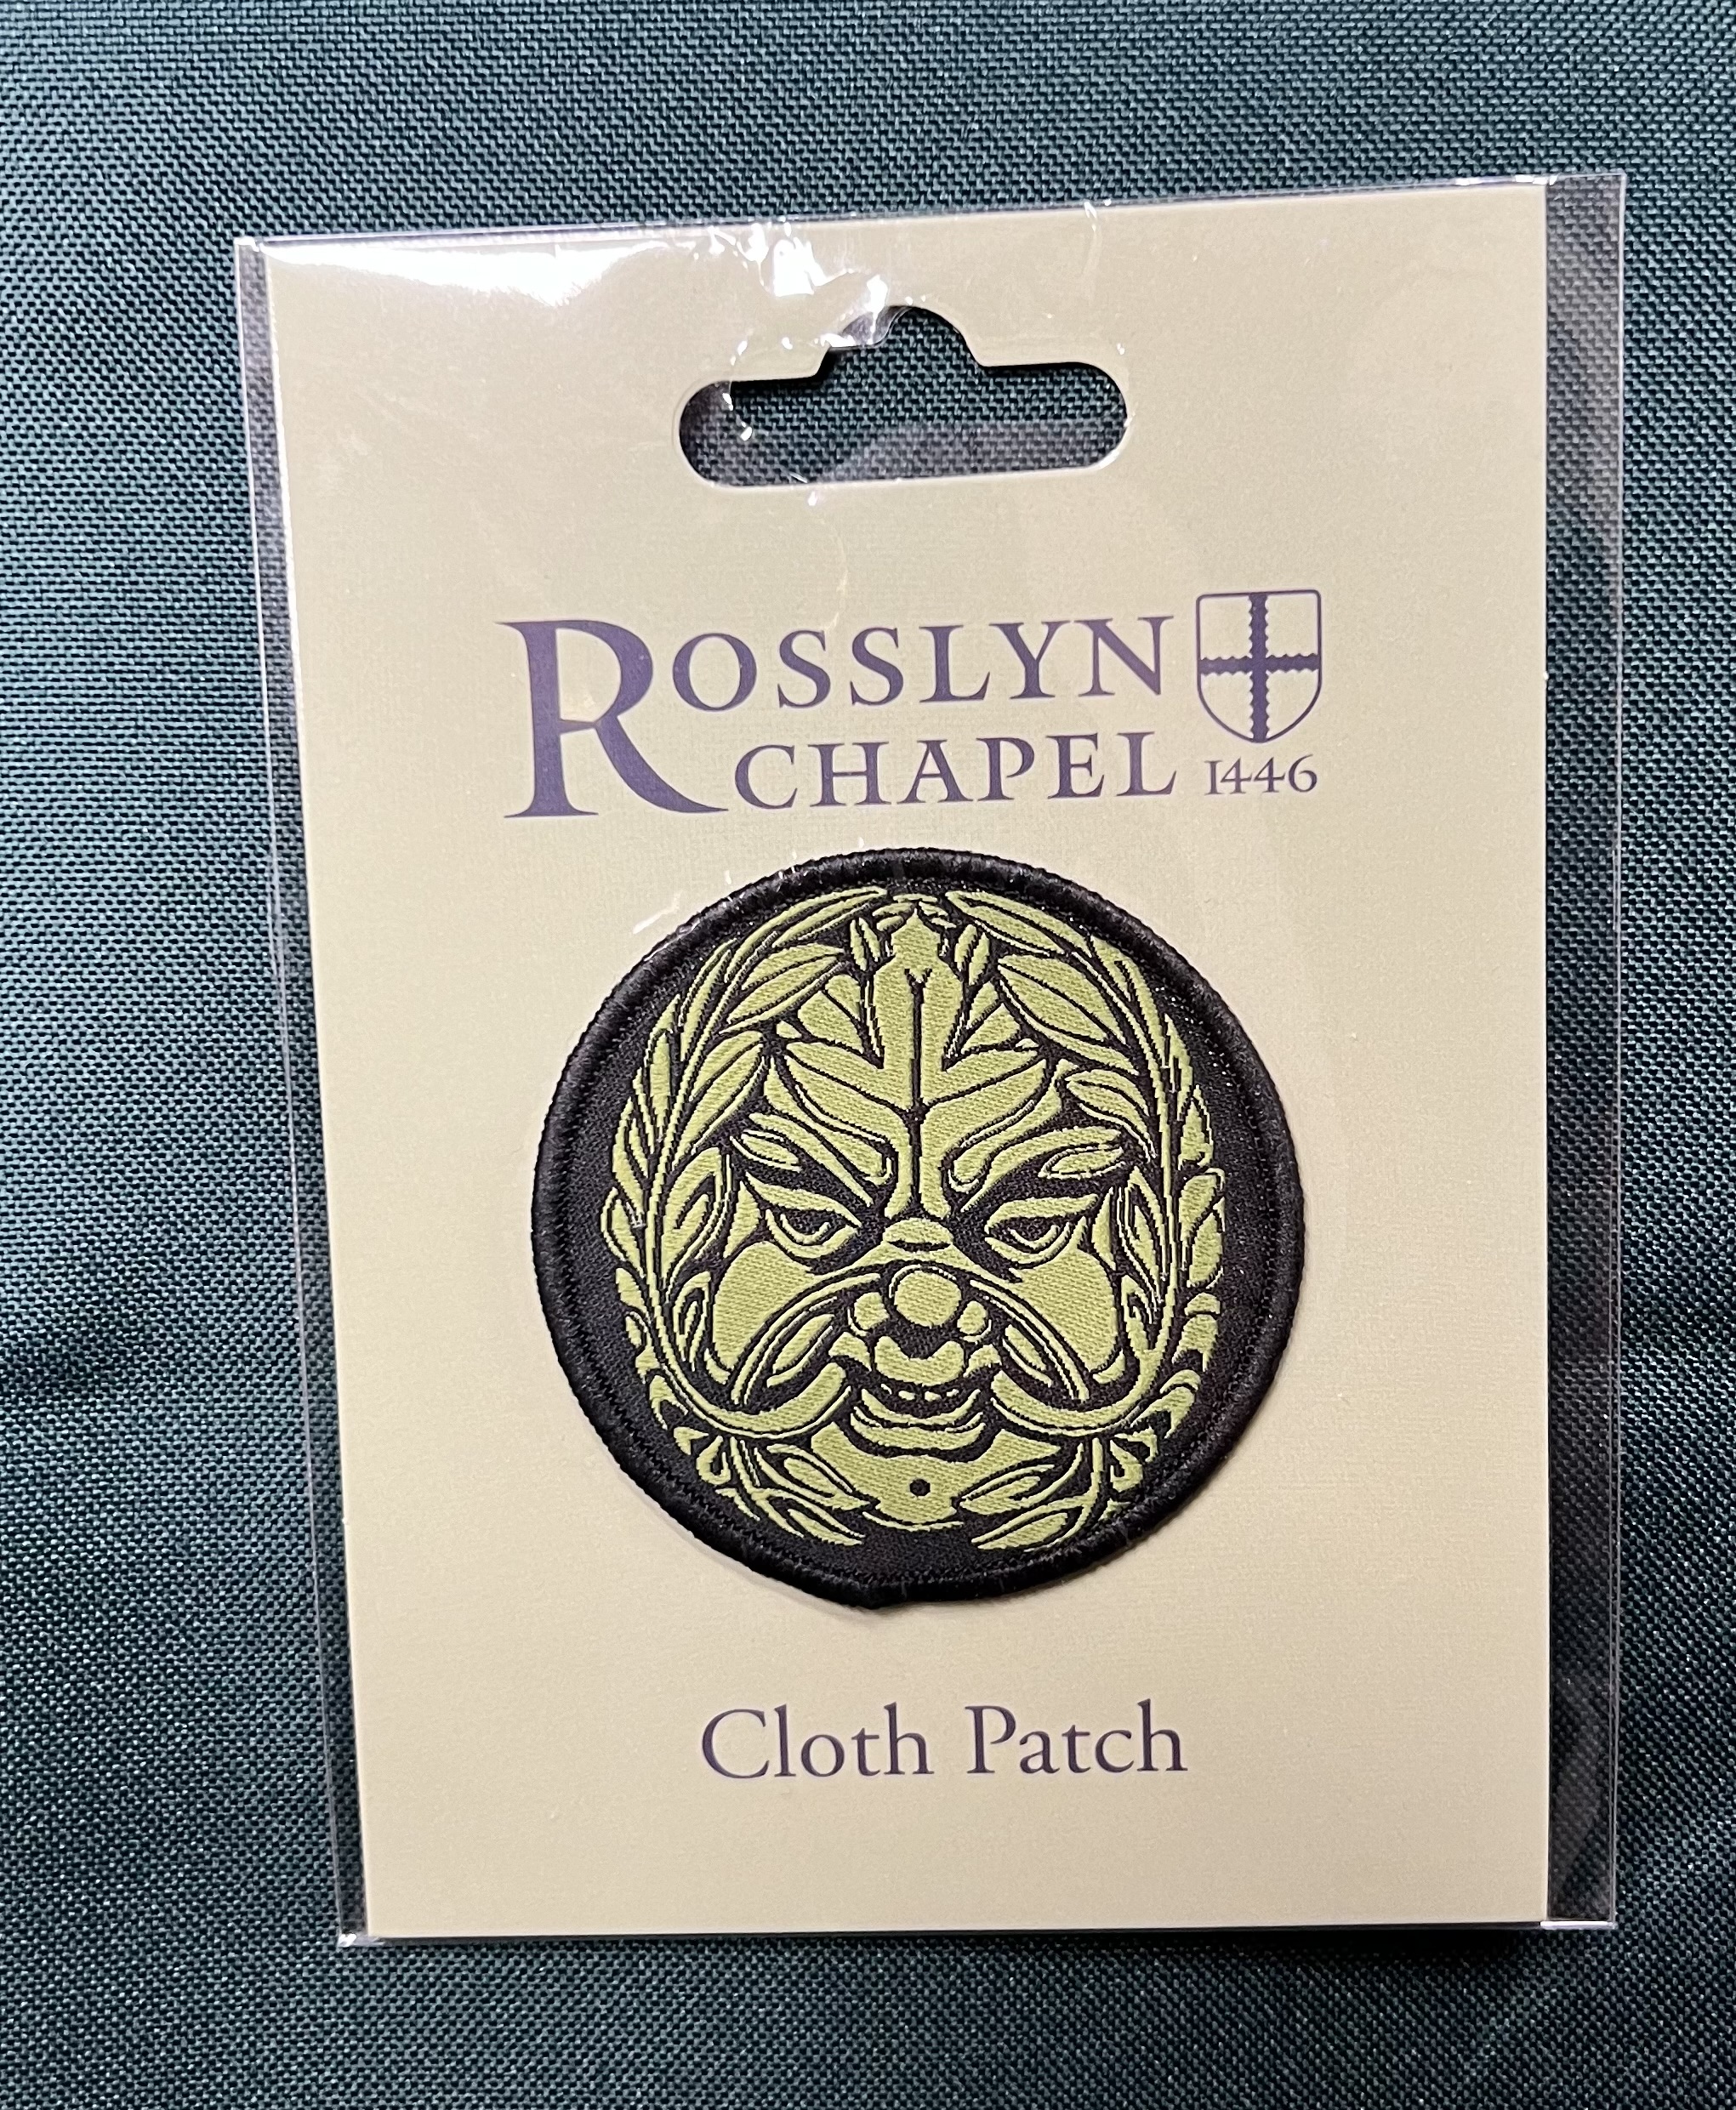 ROSSLYN
CHAPEL 1446
Cloth Patch